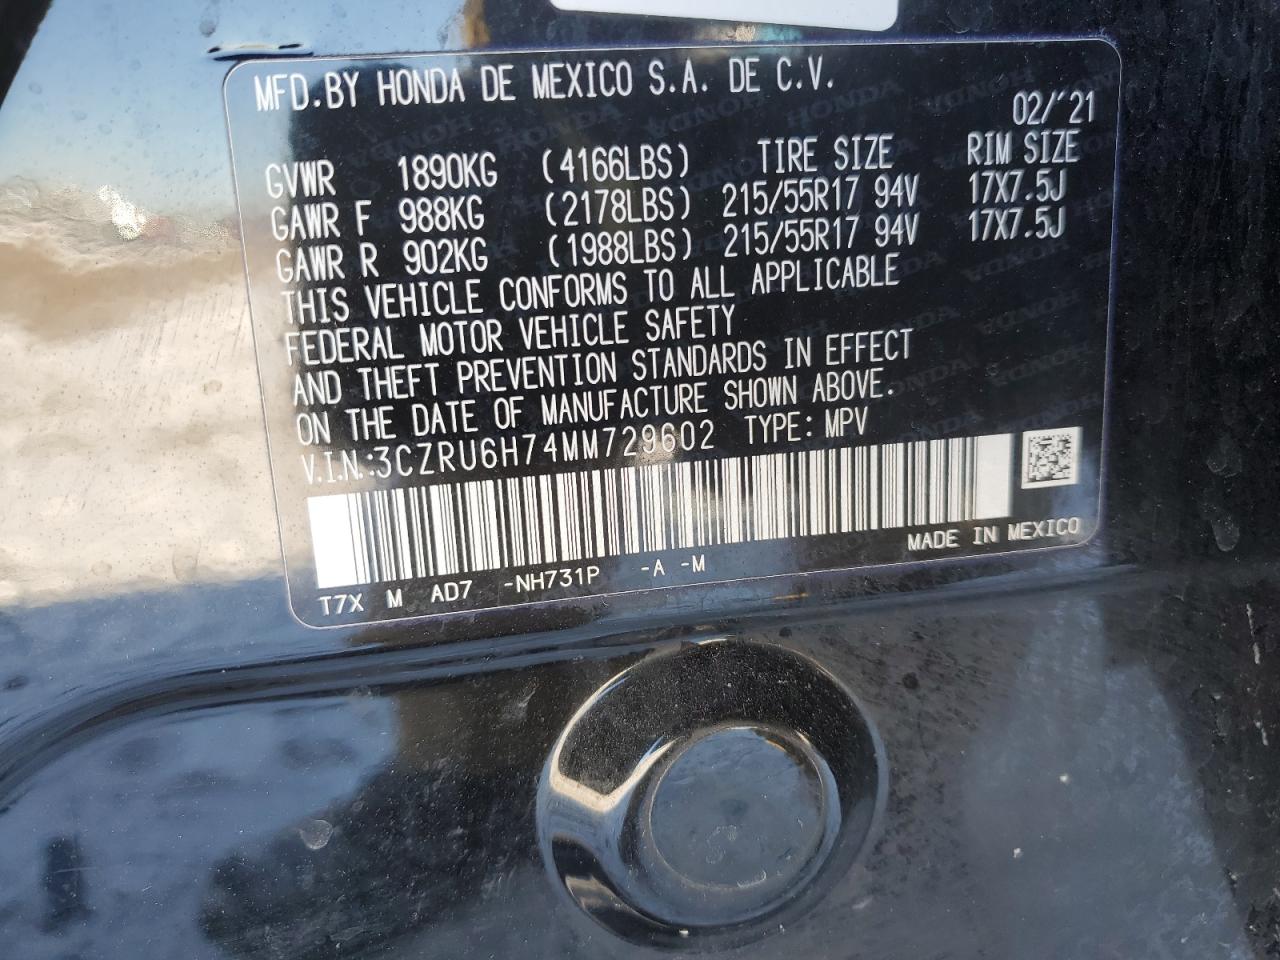 MFD.BY HONDA DE MEXICO S.A. DE C.V.
02/'21
GVWR 1890KG (4166LBS) TIRE SIZE RIM SIZE
GAWR F 988KG (2178LBS) 215/55R17 94V 17X7.5J
GAWR R 902KG (1988LBS) 215/55R17 94V 17X7.5J
THIS VEHICLE CONFORMS TO ALL APPLICABLE
FEDERAL MOTOR VEHICLE SAFETY
AND THEFT PREVENTION STANDARDS IN EFFECT
ON THE DATE OF MANUFACTURE SHOWN ABOVE.
V.I.N.:3CZRU6H74MM729602 TYPE: MPV
MADE IN MEXICO
T7X M AD7 -NH731P -A -M